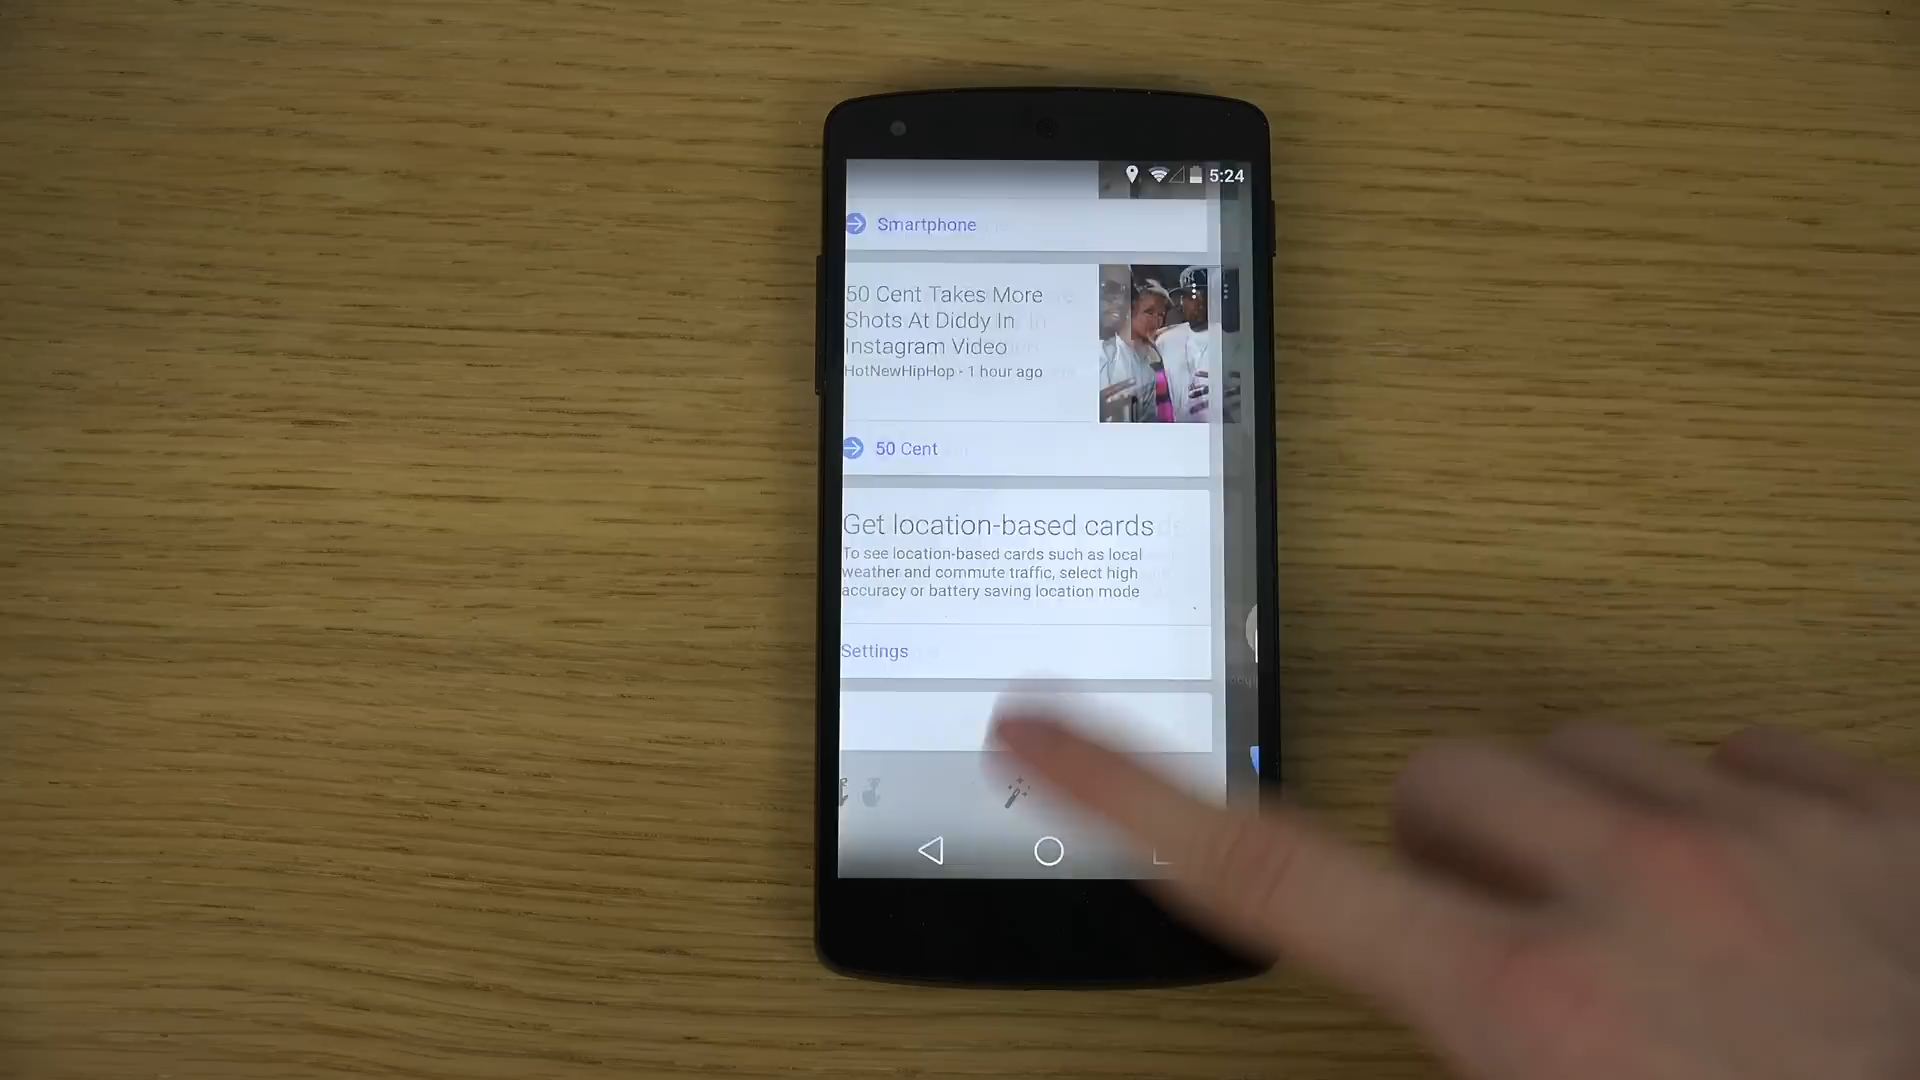 5:24
Smartphone
50 Cent Takes More
Shots At Diddy In
Instagram Video
HotNewHipHop - 1 hour ago
50 Cent
Get location-based cards
To see location-based cards such as local
weather and commute traffic, select high
accuracy or battery saving location mode
Settings